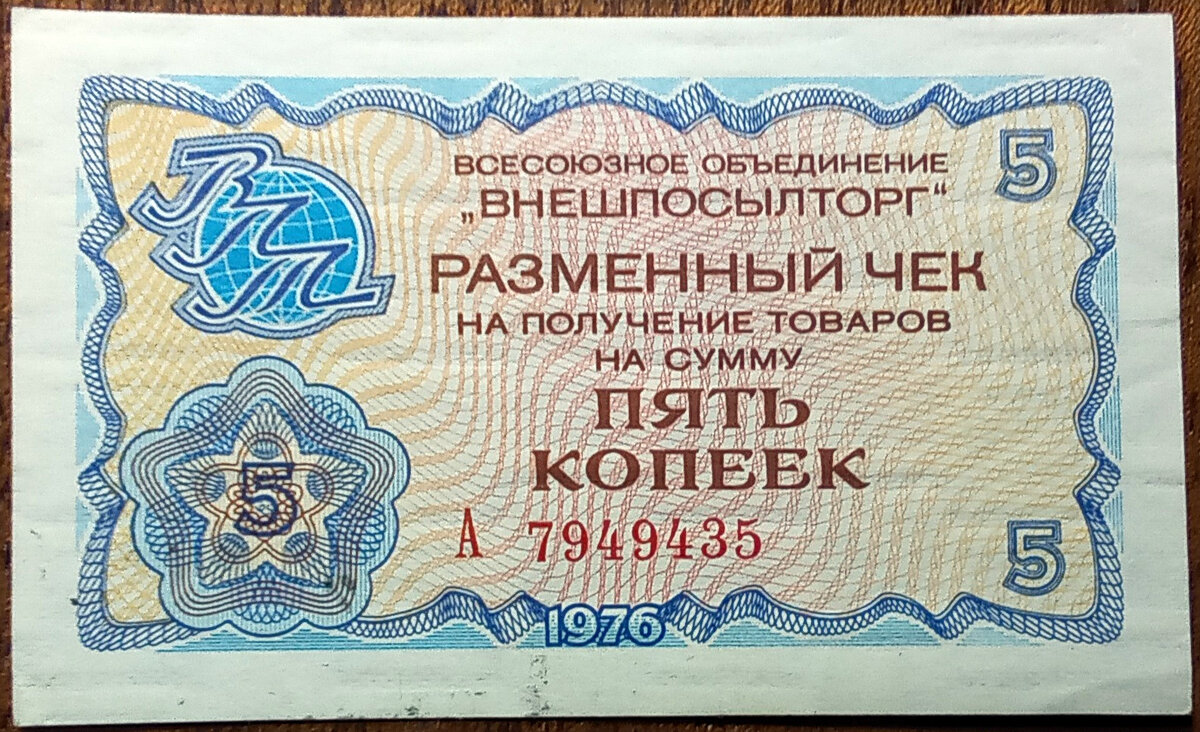 ВПТ
5
ВСЕСОЮЗНОЕ ОБЪЕДИНЕНИЕ
„ВНЕШПОСЫЛТОРГ“
РАЗМЕННЫЙ ЧЕК
НА ПОЛУЧЕНИЕ ТОВАРОВ
НА СУММУ
ПЯТЬ
КОПЕЕК
5
А 7949435
5
1976